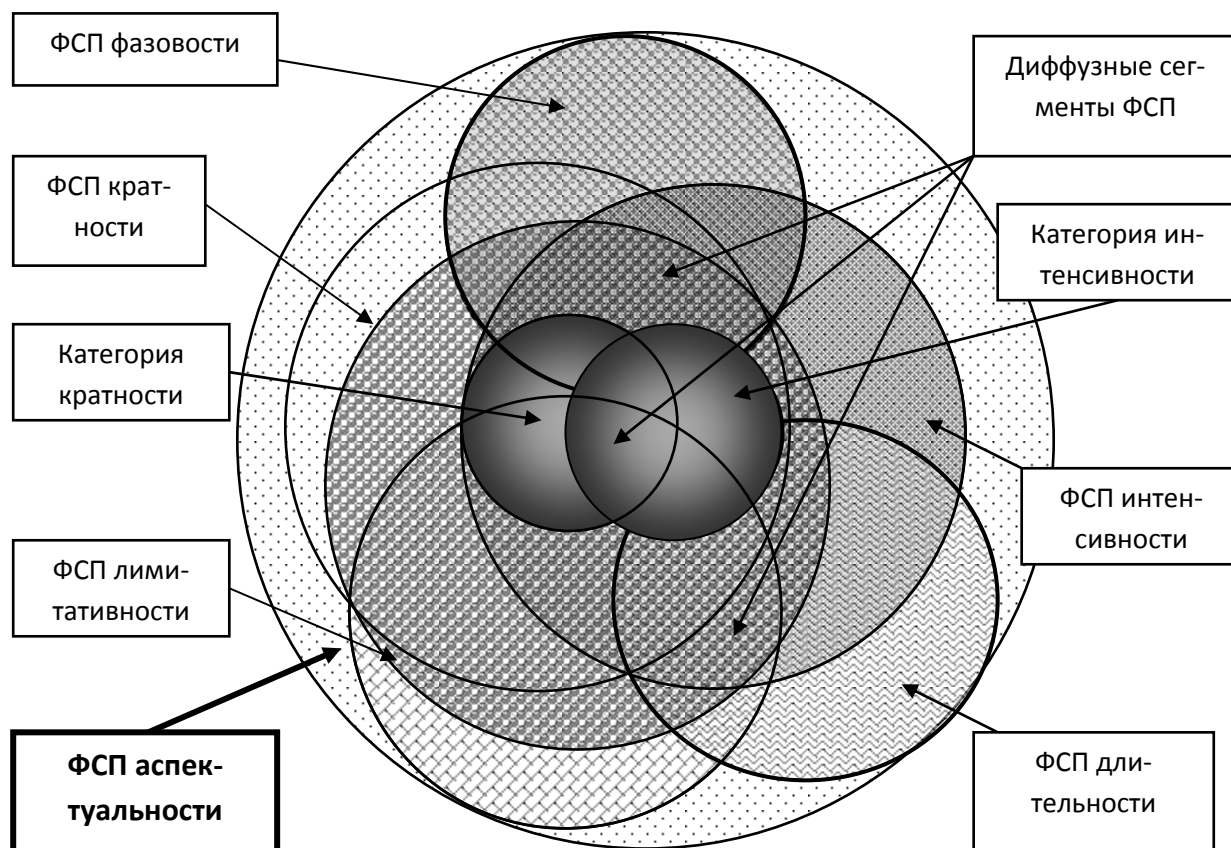 ФСП фазовости
ФСП крат-
ности
Категория
кратности
ФСП лими-
тативности
ФСП аспек-
туальности
Диффузные сег-
менты ФСП
Категория ин-
тенсивности
ФСП интен-
сивности
ФСП дли-
тельности